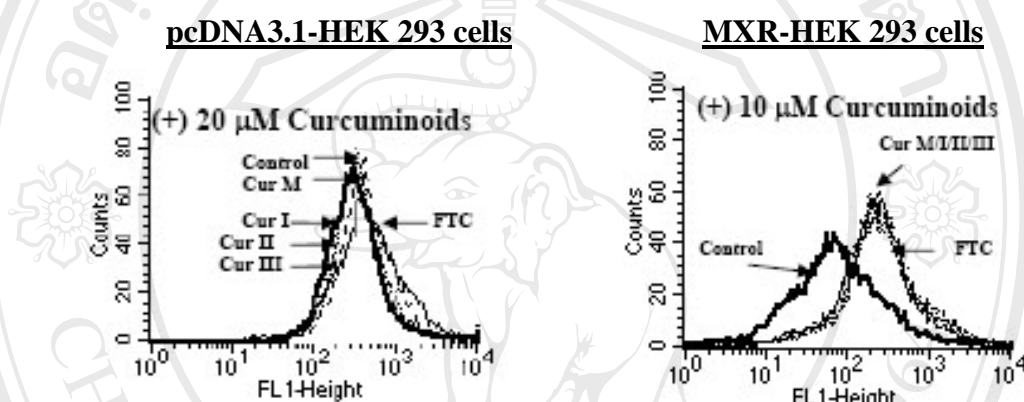 pcDNA3.1-HEK 293 cells
(+) 20 μM Curcuminoids
Control
Cur M
Cur I
FTC
Cur II
Cur III
Counts
100
80
60
40
20
0
10^0 10^1 10^2 10^3 10^4
FL1-Height
MXR-HEK 293 cells
(+) 10 μM Curcuminoids
Cur M/I/II/III
Control
FTC
Counts
100
80
60
40
20
0
10^0 10^1 10^2 10^3 10^4
FL1-Height